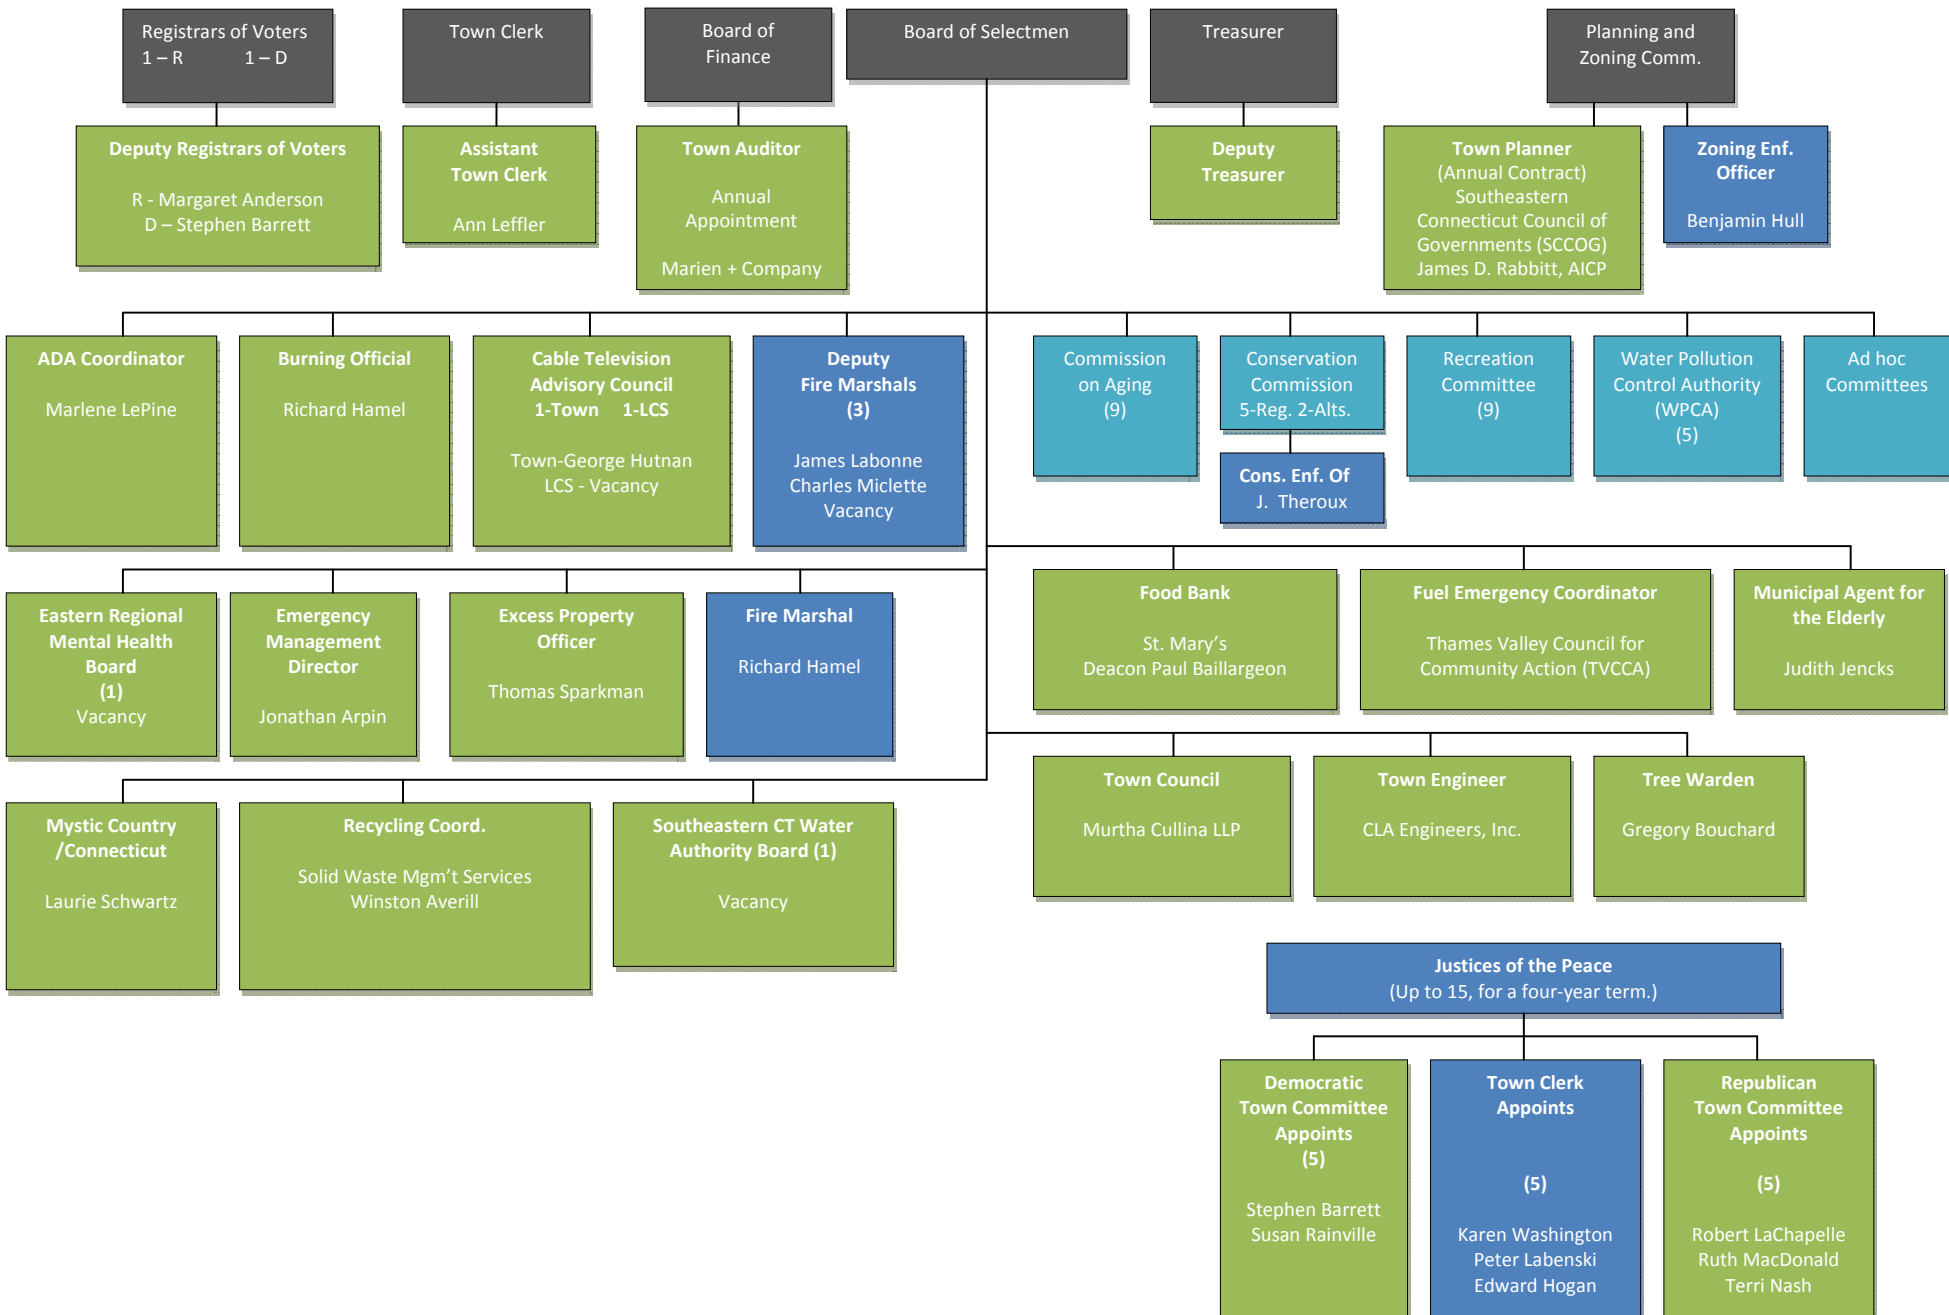 Registrars of Voters
1 – R 1 – D
Town Clerk
Board of
Finance
Board of Selectmen
Treasurer
Planning and
Zoning Comm.
Deputy Registrars of Voters
R - Margaret Anderson
D – Stephen Barrett
Assistant
Town Clerk
Ann Leffler
Town Auditor
Annual
Appointment
Marien + Company
Deputy
Treasurer
Town Planner
(Annual Contract)
Southeastern
Connecticut Council of
Governments (SCCOG)
James D. Rabbitt, AICP
Zoning Enf.
Officer
Benjamin Hull
ADA Coordinator
Marlene LePine
Burning Official
Richard Hamel
Cable Television
Advisory Council
1-Town 1-LCS
Town-George Hutnan
LCS - Vacancy
Deputy
Fire Marshals
(3)
James Labonne
Charles Miclette
Vacancy
Commission
on Aging
(9)
Conservation
Commission
5-Reg. 2-Alts.
Cons. Enf. Of
J. Theroux
Recreation
Committee
(9)
Water Pollution
Control Authority
(WPCA)
(5)
Ad hoc
Committees
Eastern Regional
Mental Health
Board
(1)
Vacancy
Emergency
Management
Director
Jonathan Arpin
Excess Property
Officer
Thomas Sparkman
Fire Marshal
Richard Hamel
Food Bank
St. Mary's
Deacon Paul Baillargeon
Fuel Emergency Coordinator
Thames Valley Council for
Community Action (TVCCA)
Municipal Agent for
the Elderly
Judith Jencks
Mystic Country
/Connecticut
Laurie Schwartz
Recycling Coord.
Solid Waste Mgm't Services
Winston Averill
Southeastern CT Water
Authority Board (1)
Vacancy
Town Council
Murtha Cullina LLP
Town Engineer
CLA Engineers, Inc.
Tree Warden
Gregory Bouchard
Justices of the Peace
(Up to 15, for a four-year term.)
Democratic
Town Committee
Appoints
(5)
Stephen Barrett
Susan Rainville
Town Clerk
Appoints
(5)
Karen Washington
Peter Labenski
Edward Hogan
Republican
Town Committee
Appoints
(5)
Robert LaChapelle
Ruth MacDonald
Terri Nash